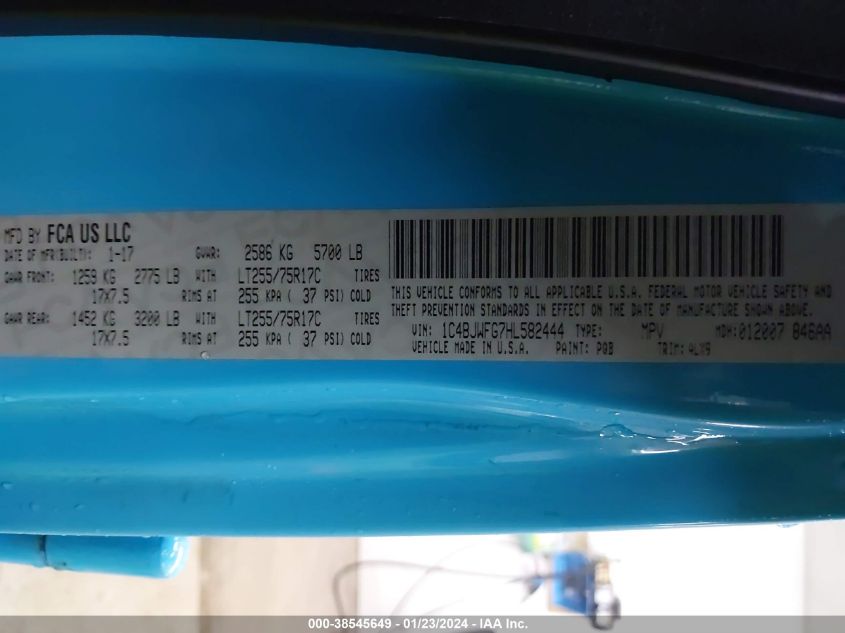 MFD BY FCA US LLC
DATE OF MFR(BUILT): 1-17 GVWR: 2586 KG 5700 LB
GAWR FRONT: 1259 KG 2775 LB WITH LT255/75R17C TIRES
17X7.5 RIMS AT 255 KPA ( 37 PSI) COLD
GAWR REAR: 1452 KG 3200 LB WITH LT255/75R17C TIRES
17X7.5 RIMS AT 255 KPA ( 37 PSI) COLD
THIS VEHICLE CONFORMS TO ALL APPLICABLE U.S.A. FEDERAL MOTOR VEHICLE SAFETY AND
THEFT PREVENTION STANDARDS IN EFFECT ON THE DATE OF MANUFACTURE SHOWN ABOVE.
VIN: 1C4BJWFG7HL582444 TYPE: MPV MDH: 012007 846AA
VEHICLE MADE IN U.S.A. PAINT: PQB TRIM: ALX9
000-38545649 - 01/23/2024 - IAA Inc.